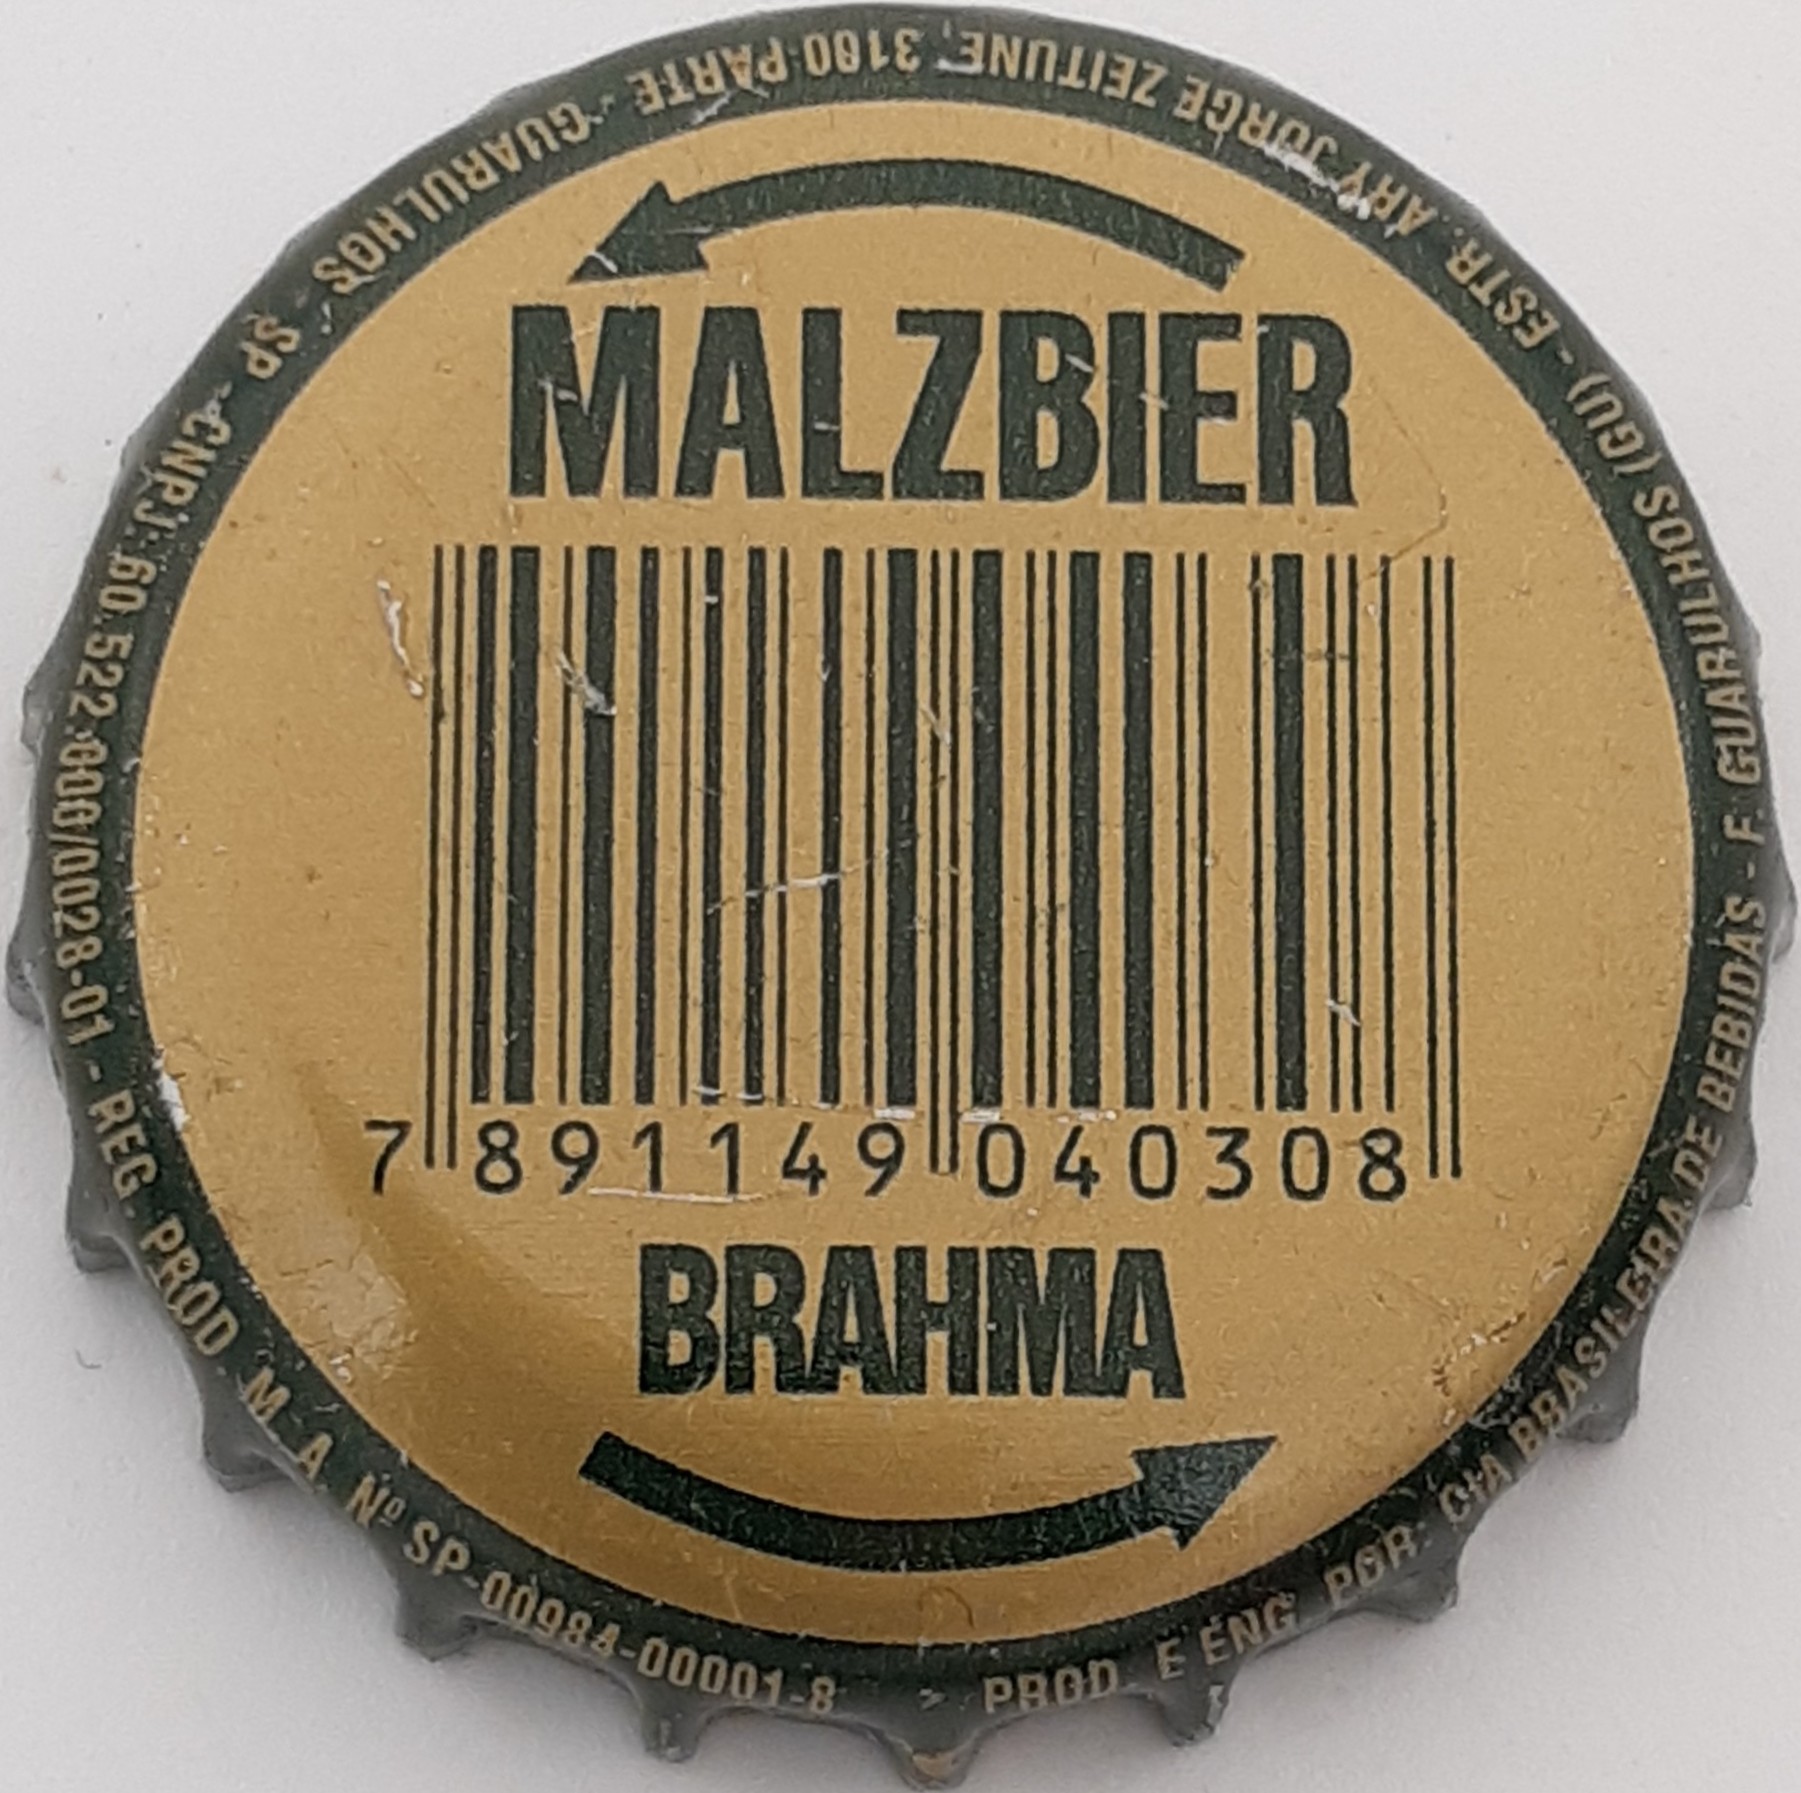 MALZBIER
7 891149 040308
BRAHMA
PROD. E ENG. POR: CIA BRASILEIRA DE BEBIDAS - F. GUARULHOS (GU) - ESTR. ARY JORGE ZEITUNE, 3100 PARTE - GUARULHOS - SP - CNPJ: 60.522.000/0028-01 - REG. PROD. M. A. Nº SP-00984-00001-8